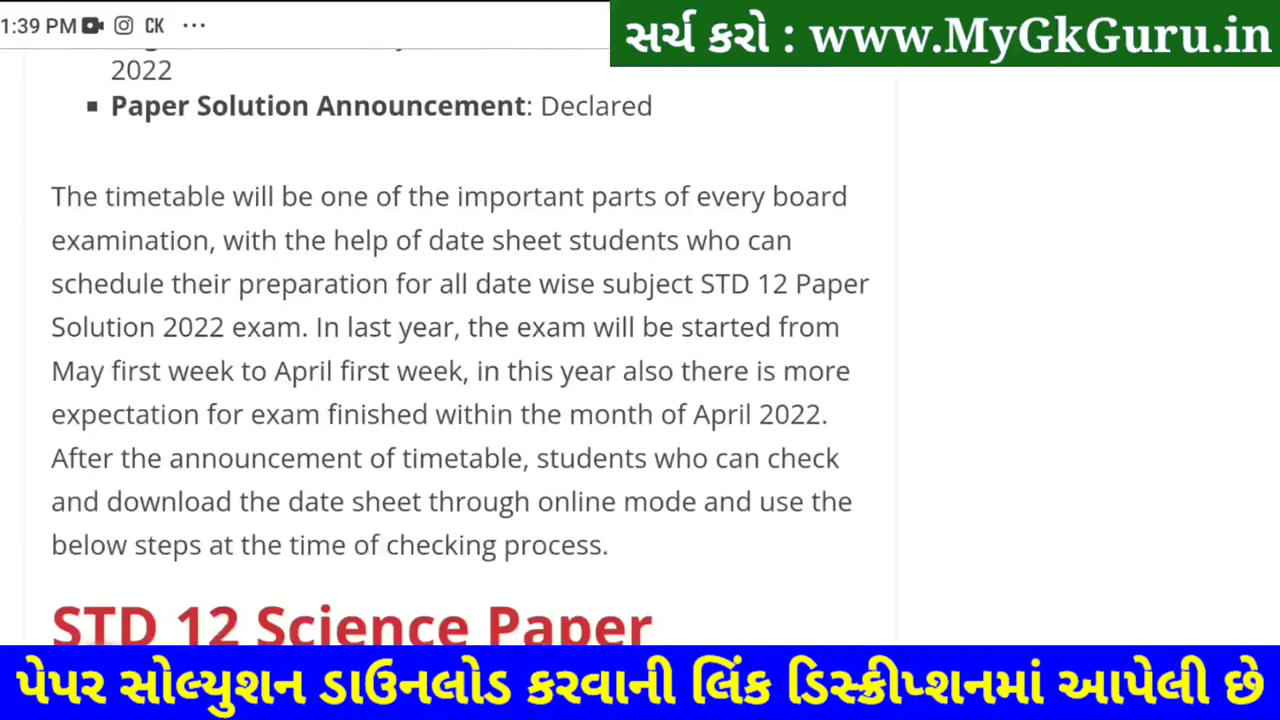 1:39 PM CK ...
સર્ચ કરો : www.MyGkGuru.in
2022
▪ Paper Solution Announcement: Declared
The timetable will be one of the important parts of every board
examination, with the help of date sheet students who can
schedule their preparation for all date wise subject STD 12 Paper
Solution 2022 exam. In last year, the exam will be started from
May first week to April first week, in this year also there is more
expectation for exam finished within the month of April 2022.
After the announcement of timetable, students who can check
and download the date sheet through online mode and use the
below steps at the time of checking process.
STD 12 Science Paper
પેપર સોલ્યુશન ડાઉનલોડ કરવાની લિંક ડિસ્ક્રીપ્શનમાં આપેલી છે